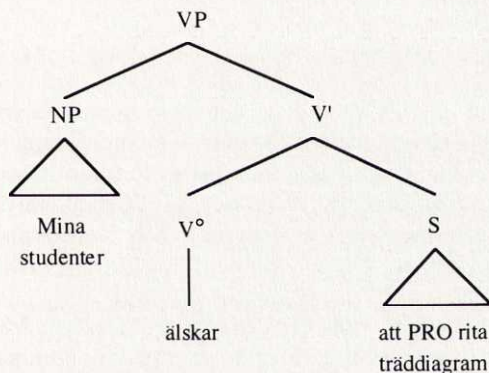 VP
NP V'
Mina V° S
studenter
älskar att PRO rita
träddiagram